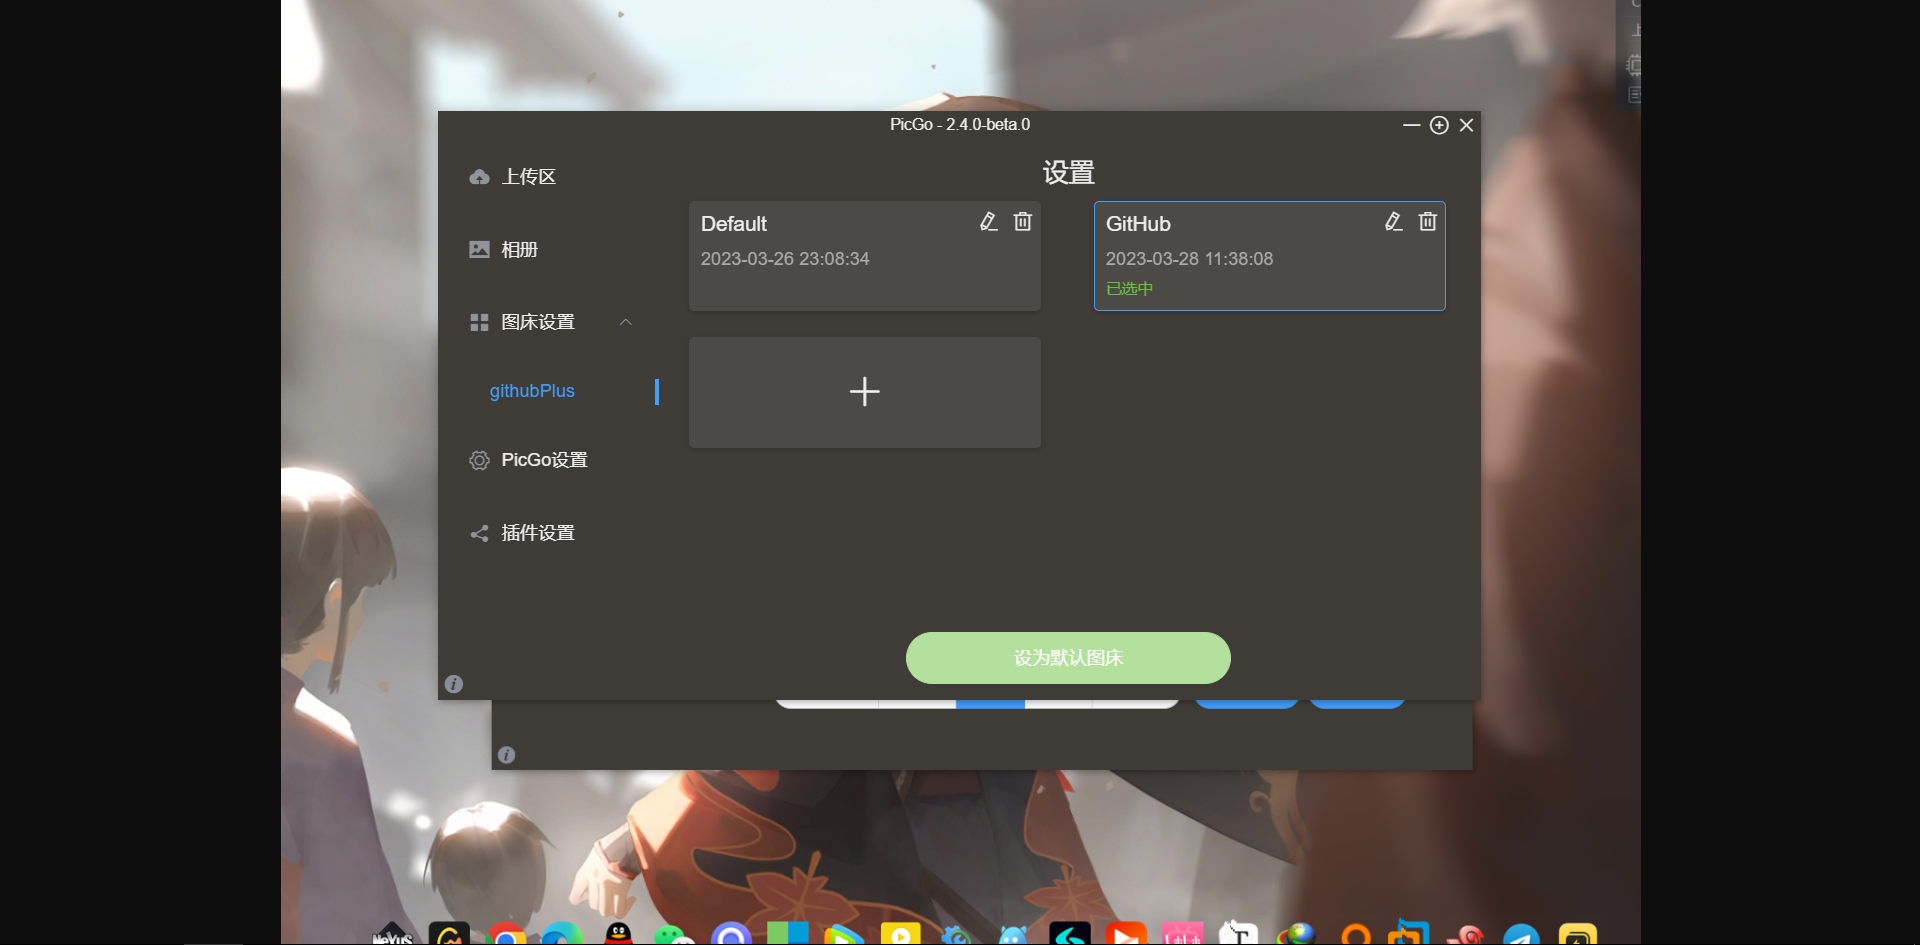 PicGo - 2.4.0-beta.0
上传区
相册
图床设置
githubPlus
PicGo设置
插件设置
设置
Default
2023-03-26 23:08:34
GitHub
2023-03-28 11:38:08
已选中
设为默认图床